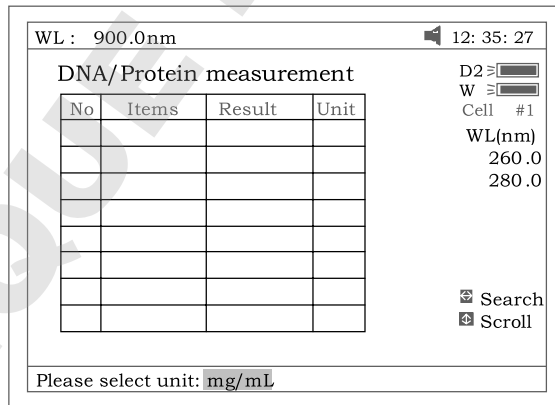 WL : 900.0nm 12: 35: 27
DNA/Protein measurement
D2
W
No Items Result Unit
Cell #1
WL(nm)
260.0
280.0
Search
Scroll
Please select unit: mg/mL